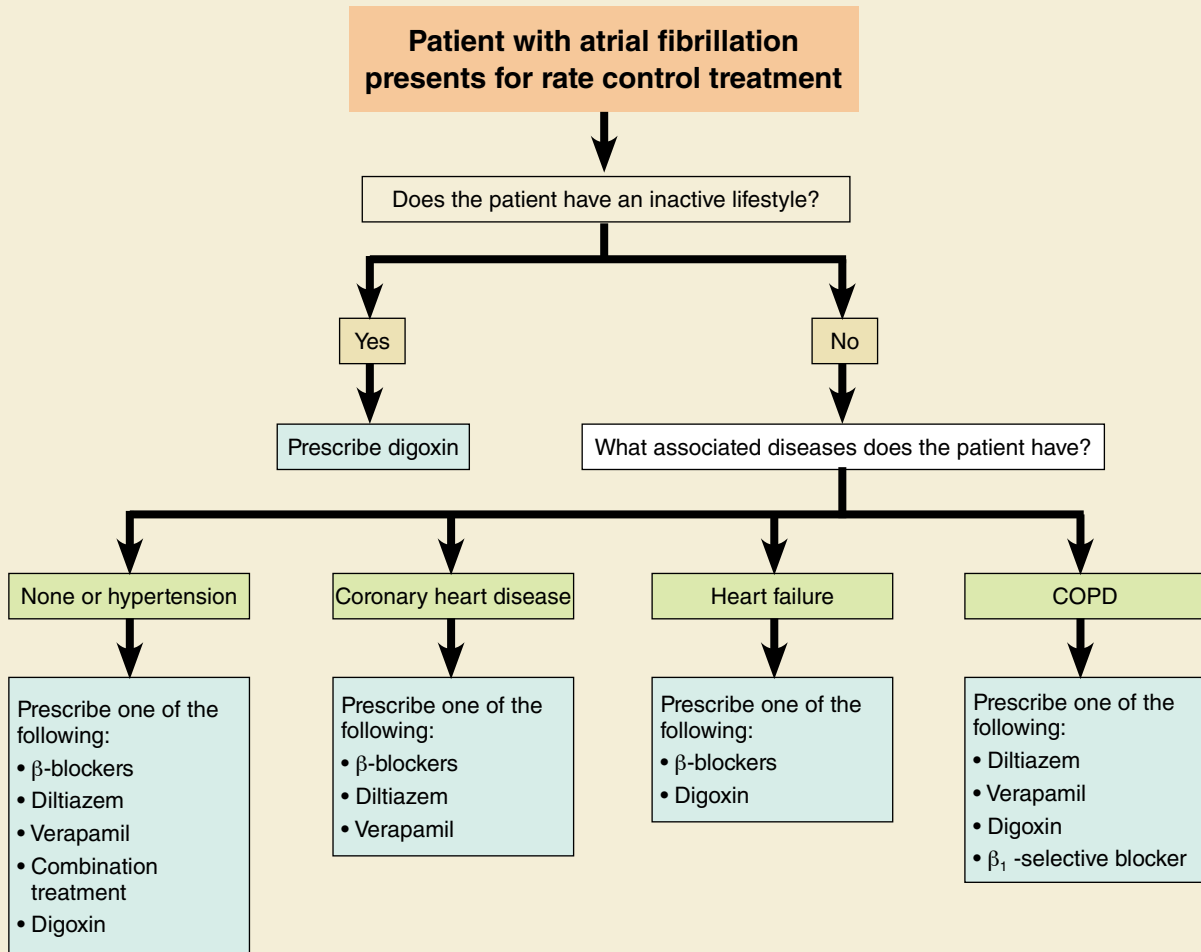 Patient with atrial fibrillation
presents for rate control treatment
Does the patient have an inactive lifestyle?
Yes
No
Prescribe digoxin
What associated diseases does the patient have?
None or hypertension
Coronary heart disease
Heart failure
COPD
Prescribe one of the
following:
• β-blockers
• Diltiazem
• Verapamil
• Combination
treatment
• Digoxin
Prescribe one of the
following:
• β-blockers
• Diltiazem
• Verapamil
Prescribe one of the
following:
• β-blockers
• Digoxin
Prescribe one of the
following:
• Diltiazem
• Verapamil
• Digoxin
• β₁ -selective blocker